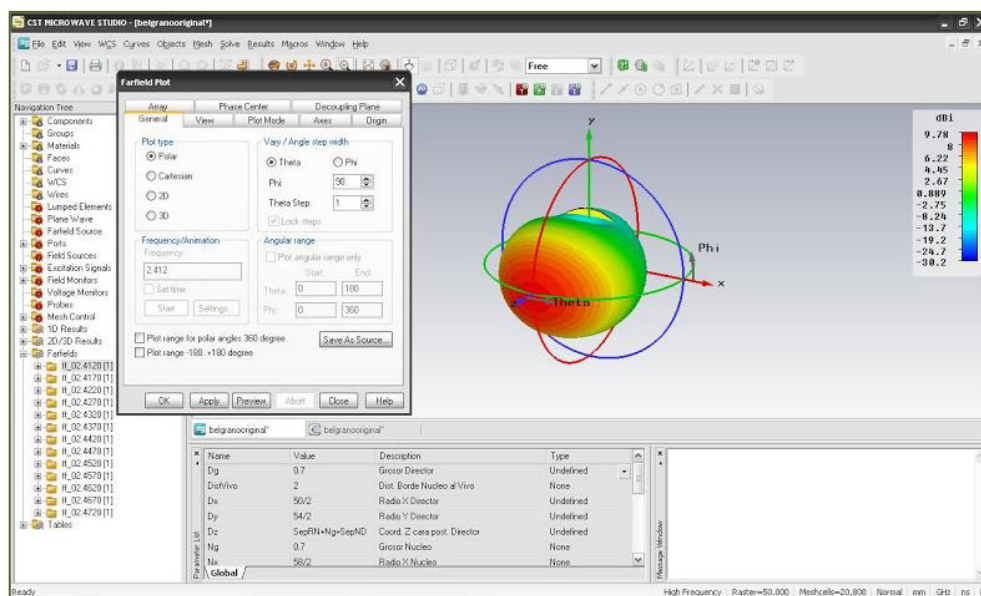 CST MICROWAVE STUDIO - [belgranooriginal*]
File Edit View WCS Curves Objects Mesh Solve Results Macros Window Help
Free
Navigation Tree
Components
Groups
Materials
Faces
Curves
WCS
Wires
Lumped Elements
Plane Wave
Farfield Source
Ports
Field Sources
Excitation Signals
Field Monitors
Voltage Monitors
Probes
Mesh Control
1D Results
2D/3D Results
Farfields
ff_02.4120 [1]
ff_02.4170 [1]
ff_02.4220 [1]
ff_02.4270 [1]
ff_02.4320 [1]
ff_02.4370 [1]
ff_02.4420 [1]
ff_02.4470 [1]
ff_02.4520 [1]
ff_02.4570 [1]
ff_02.4620 [1]
ff_02.4670 [1]
ff_02.4720 [1]
Tables
Farfield Plot
Array Phase Center Decoupling Plane
General View Plot Mode Axes Origin
Plot type
Polar
Cartesian
2D
3D
Vary / Angle step width
Theta Phi
Phi 90
Theta Step: 1
Lock steps
Frequency/Animation
Frequency:
2.412
Set time
Start Settings...
Angular range
Plot angular range only
Start: End:
Theta: 0 180
Phi: 0 360
Plot range for polar angles 360 degree
Plot range -180..+180 degree
Save As Source...
OK Apply Preview Abort Close Help
y
Phi
x
z
Theta
dBi
9.78
8
6.22
4.45
2.67
0.889
-2.75
-8.24
-13.7
-19.2
-24.7
-30.2
belgranooriginal* belgranooriginal*
Name Value Description Type
Dg 0.7 Grosor Director Undefined
DistVivo 2 Dist. Borde Nucleo al Vivo None
Dx 50/2 Radio X Director Undefined
Dy 54/2 Radio Y Director Undefined
Dz SepRN+Ng+SepND Coord. Z cara post. Director Undefined
Ng 0.7 Grosor Nucleo None
Nx 58/2 Radio X Nucleo None
Global
Parameter List
Message Window
Ready
High Frequency Raster=50.000 Meshcells=20,808 Normal mm GHz ns